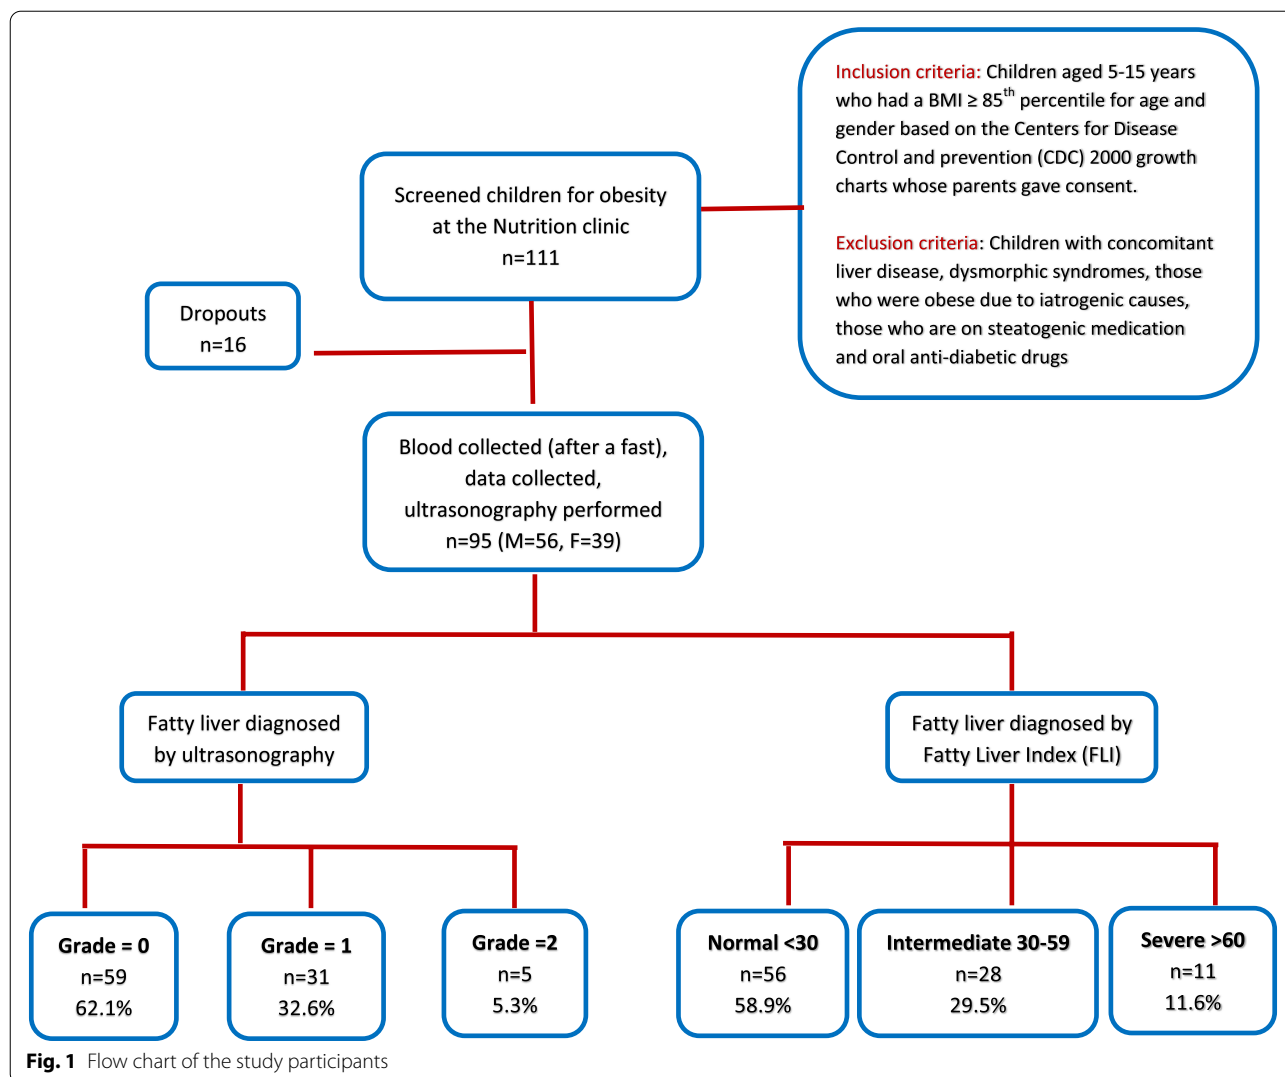 Inclusion criteria: Children aged 5-15 years
who had a BMI ≥ 85th percentile for age and
gender based on the Centers for Disease
Control and prevention (CDC) 2000 growth
charts whose parents gave consent.
Exclusion criteria: Children with concomitant
liver disease, dysmorphic syndromes, those
who were obese due to iatrogenic causes,
those who are on steatogenic medication
and oral anti-diabetic drugs
Screened children for obesity
at the Nutrition clinic
n=111
Dropouts
n=16
Blood collected (after a fast),
data collected,
ultrasonography performed
n=95 (M=56, F=39)
Fatty liver diagnosed
by ultrasonography
Fatty liver diagnosed by
Fatty Liver Index (FLI)
Grade = 0
n=59
62.1%
Grade = 1
n=31
32.6%
Grade =2
n=5
5.3%
Normal <30
n=56
58.9%
Intermediate 30-59
n=28
29.5%
Severe >60
n=11
11.6%
Fig. 1 Flow chart of the study participants